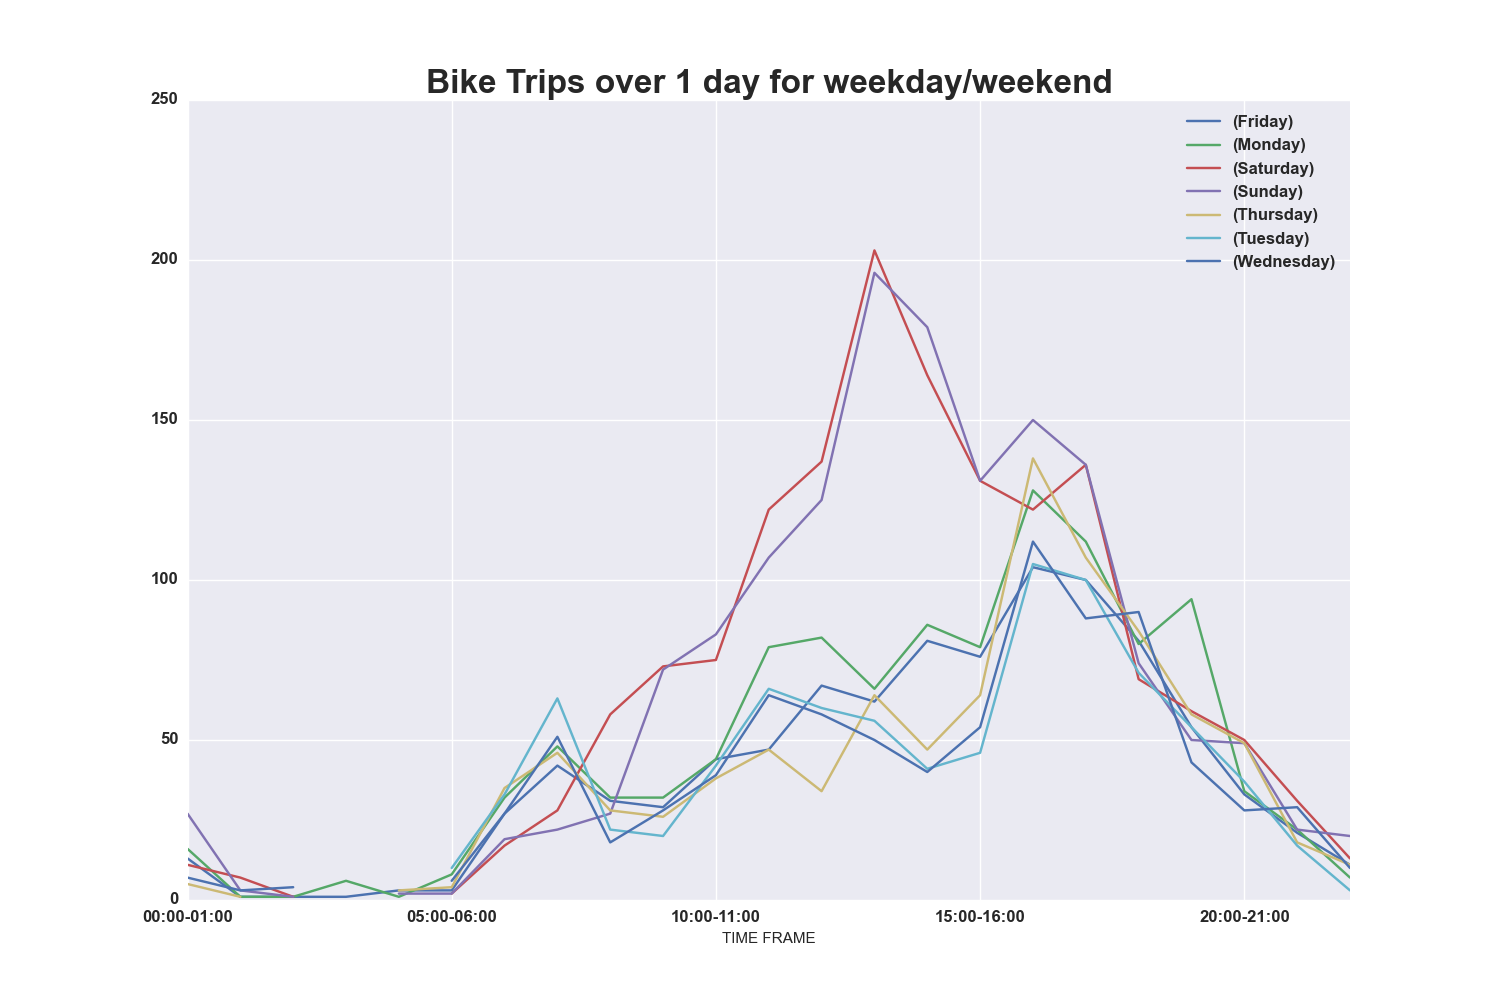 Bike Trips over 1 day for weekday/weekend
250
200
150
100
50
0
(Friday)
(Monday)
(Saturday)
(Sunday)
(Thursday)
(Tuesday)
(Wednesday)
00:00-01:00 05:00-06:00 10:00-11:00 15:00-16:00 20:00-21:00
TIME FRAME